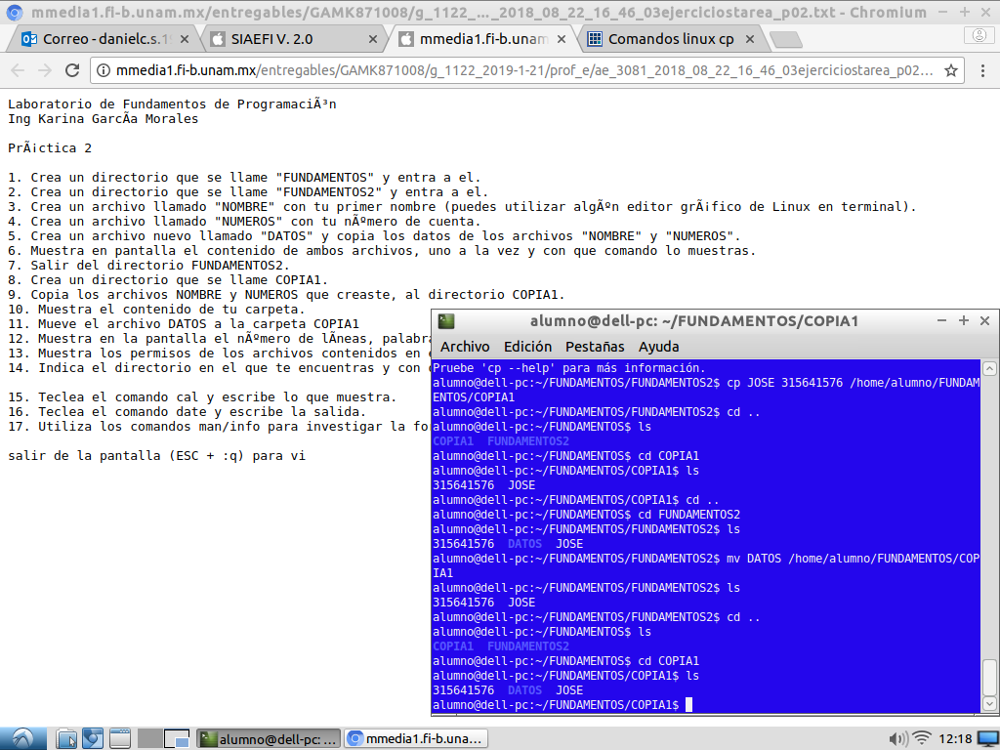 mmedia1.fi-b.unam.mx/entregables/GAMK871008/g_1122_..._2018_08_22_16_46_03ejerciciostarea_p02.txt - Chromium
Correo - danielc.s.19
SIAEFI V. 2.0
mmedia1.fi-b.unam
Comandos linux cp
mmedia1.fi-b.unam.mx/entregables/GAMK871008/g_1122_2019-1-21/prof_e/ae_3081_2018_08_22_16_46_03ejerciciostarea_p02...
Laboratorio de Fundamentos de ProgramaciÃ³n
Ing Karina GarcÃ­a Morales
PrÃ¡ctica 2
1. Crea un directorio que se llame "FUNDAMENTOS" y entra a el.
2. Crea un directorio que se llame "FUNDAMENTOS2" y entra a el.
3. Crea un archivo llamado "NOMBRE" con tu primer nombre (puedes utilizar algÃºn editor grÃ¡fico de Linux en terminal).
4. Crea un archivo llamado "NUMEROS" con tu nÃºmero de cuenta.
5. Crea un archivo nuevo llamado "DATOS" y copia los datos de los archivos "NOMBRE" y "NUMEROS".
6. Muestra en pantalla el contenido de ambos archivos, uno a la vez y con que comando lo muestras.
7. Salir del directorio FUNDAMENTOS2.
8. Crea un directorio que se llame COPIA1.
9. Copia los archivos NOMBRE y NUMEROS que creaste, al directorio COPIA1.
10. Muestra el contenido de tu carpeta.
11. Mueve el archivo DATOS a la carpeta COPIA1
12. Muestra en la pantalla el nÃºmero de lÃ­neas, palabra
13. Muestra los permisos de los archivos contenidos en e
14. Indica el directorio en el que te encuentras y con
15. Teclea el comando cal y escribe lo que muestra.
16. Teclea el comando date y escribe la salida.
17. Utiliza los comandos man/info para investigar la fo
salir de la pantalla (ESC + :q) para vi
alumno@dell-pc: ~/FUNDAMENTOS/COPIA1
Archivo Edición Pestañas Ayuda
Pruebe 'cp --help' para más información.
alumno@dell-pc:~/FUNDAMENTOS/FUNDAMENTOS2$ cp JOSE 315641576 /home/alumno/FUNDAM
ENTOS/COPIA1
alumno@dell-pc:~/FUNDAMENTOS/FUNDAMENTOS2$ cd ..
alumno@dell-pc:~/FUNDAMENTOS$ ls
COPIA1 FUNDAMENTOS2
alumno@dell-pc:~/FUNDAMENTOS$ cd COPIA1
alumno@dell-pc:~/FUNDAMENTOS/COPIA1$ ls
315641576 JOSE
alumno@dell-pc:~/FUNDAMENTOS/COPIA1$ cd ..
alumno@dell-pc:~/FUNDAMENTOS$ cd FUNDAMENTOS2
alumno@dell-pc:~/FUNDAMENTOS/FUNDAMENTOS2$ ls
315641576 DATOS JOSE
alumno@dell-pc:~/FUNDAMENTOS/FUNDAMENTOS2$ mv DATOS /home/alumno/FUNDAMENTOS/COP
IA1
alumno@dell-pc:~/FUNDAMENTOS/FUNDAMENTOS2$ ls
315641576 JOSE
alumno@dell-pc:~/FUNDAMENTOS/FUNDAMENTOS2$ cd ..
alumno@dell-pc:~/FUNDAMENTOS$ ls
COPIA1 FUNDAMENTOS2
alumno@dell-pc:~/FUNDAMENTOS$ cd COPIA1
alumno@dell-pc:~/FUNDAMENTOS/COPIA1$ ls
315641576 DATOS JOSE
alumno@dell-pc:~/FUNDAMENTOS/COPIA1$
alumno@dell-pc: ...
mmedia1.fi-b.una...
12:18